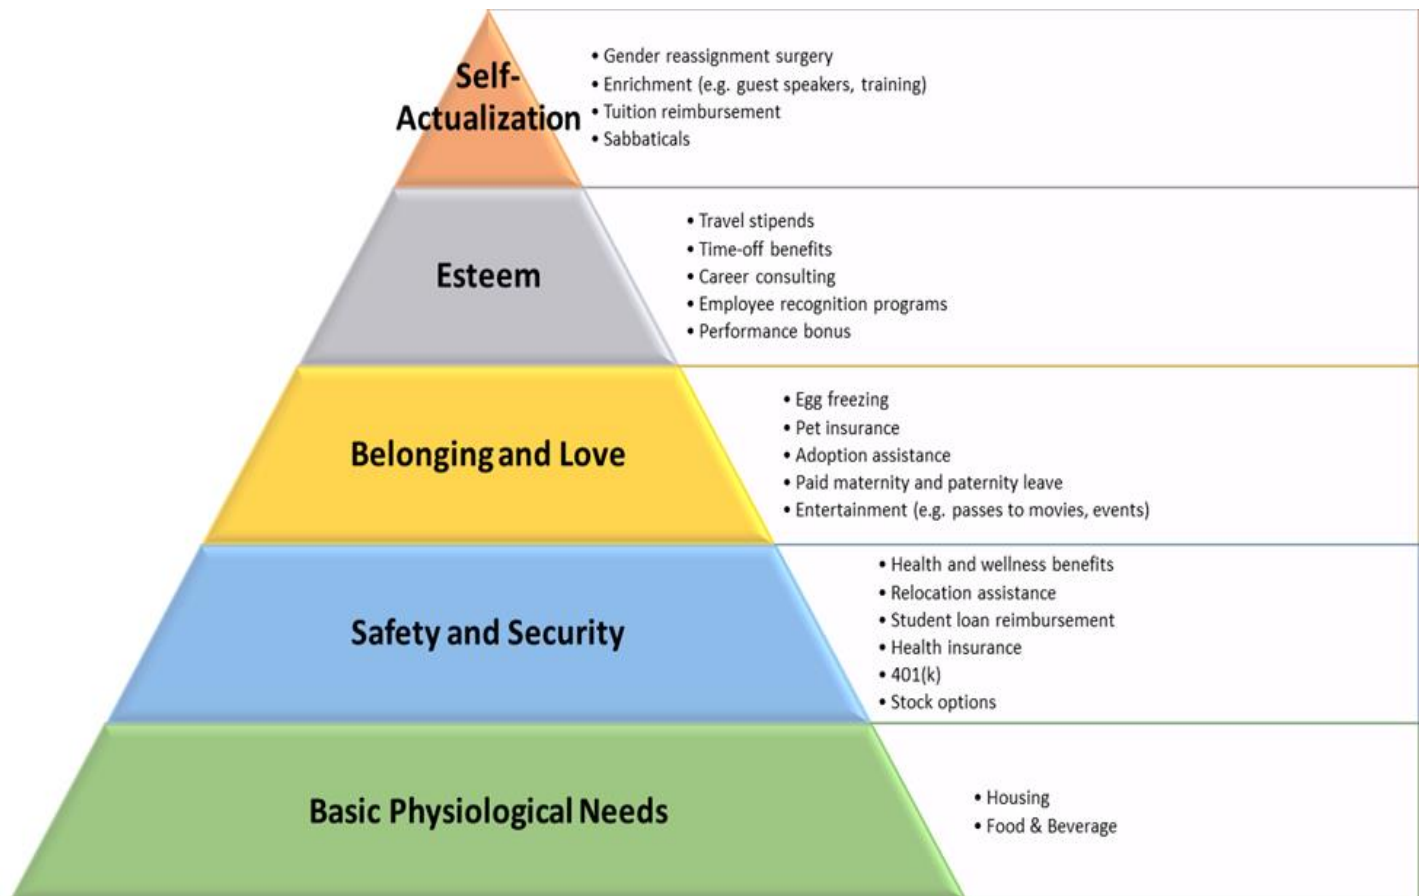 Self-
Actualization
• Gender reassignment surgery
• Enrichment (e.g. guest speakers, training)
• Tuition reimbursement
• Sabbaticals
Esteem
• Travel stipends
• Time-off benefits
• Career consulting
• Employee recognition programs
• Performance bonus
Belonging and Love
• Egg freezing
• Pet insurance
• Adoption assistance
• Paid maternity and paternity leave
• Entertainment (e.g. passes to movies, events)
Safety and Security
• Health and wellness benefits
• Relocation assistance
• Student loan reimbursement
• Health insurance
• 401(k)
• Stock options
Basic Physiological Needs
• Housing
• Food & Beverage